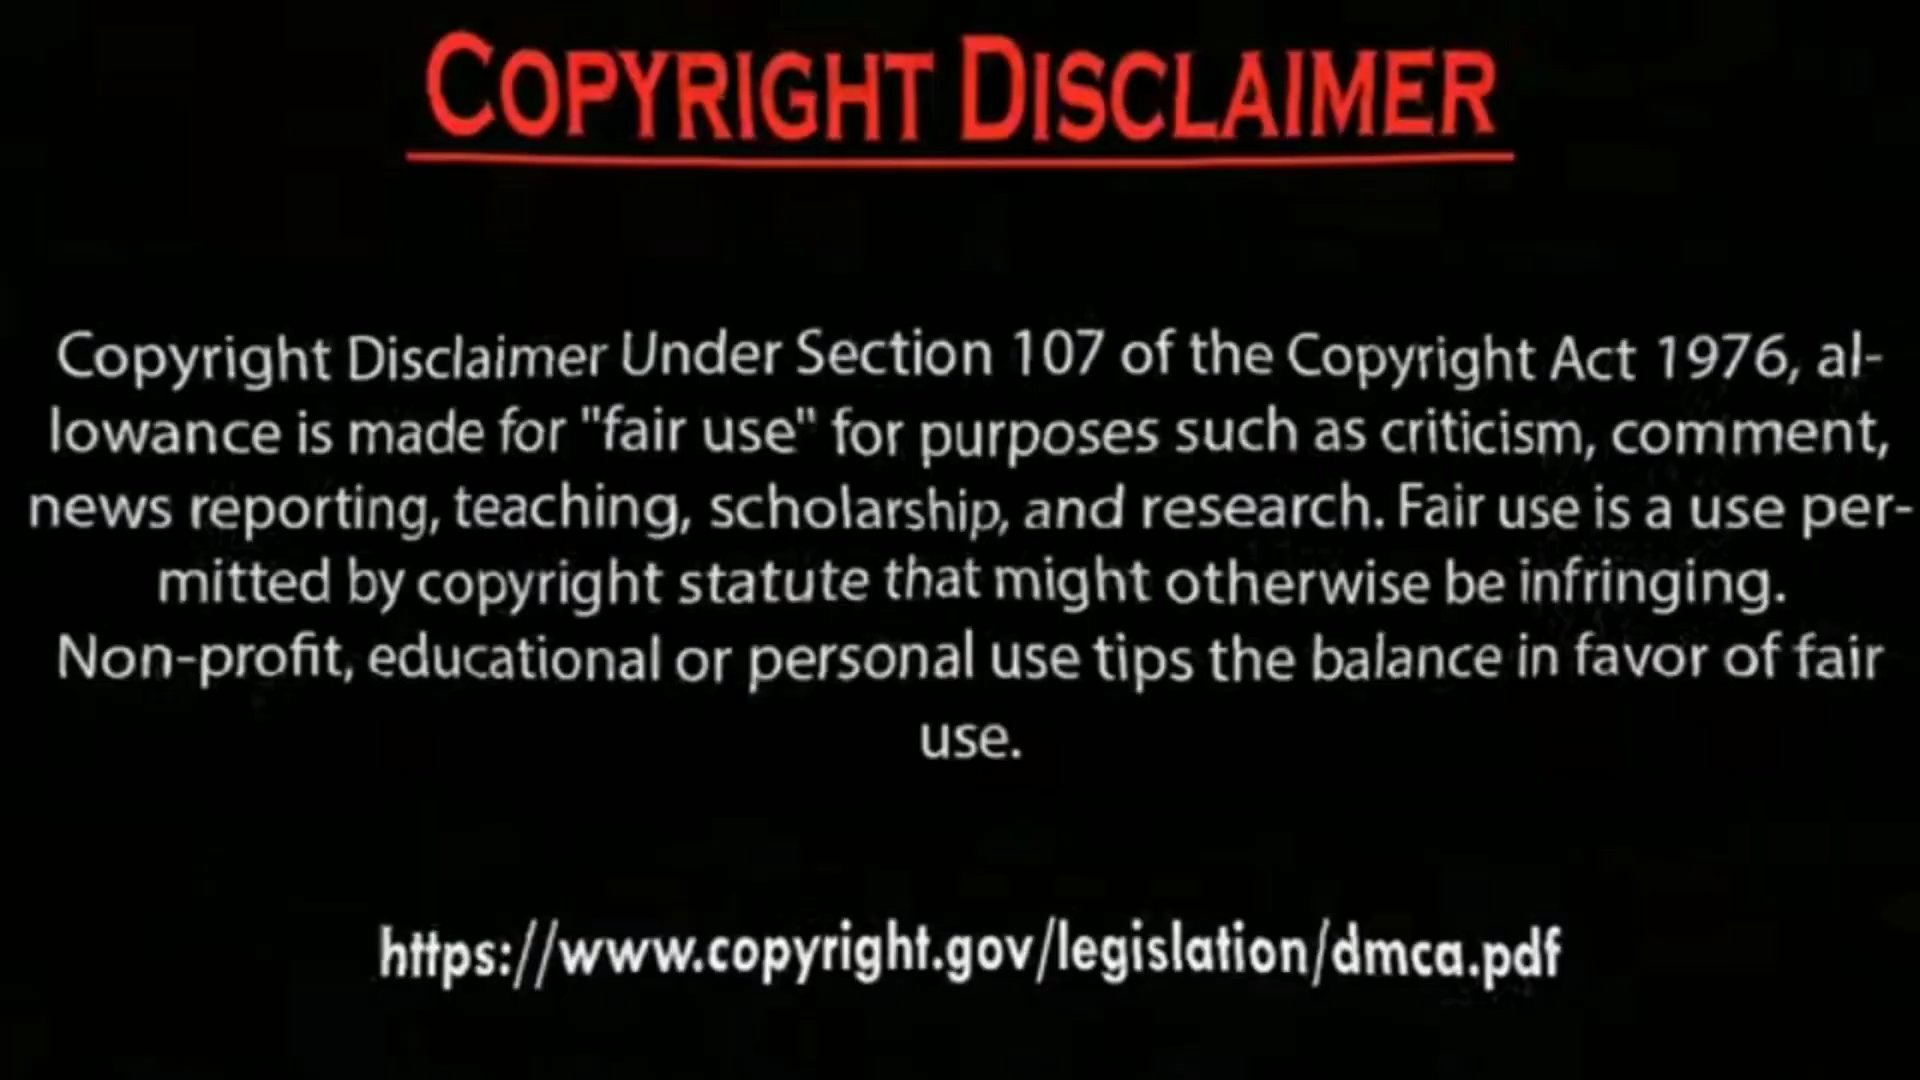 COPYRIGHT DISCLAIMER
Copyright Disclaimer Under Section 107 of the Copyright Act 1976, al-
lowance is made for "fair use" for purposes such as criticism, comment,
news reporting, teaching, scholarship, and research. Fair use is a use per-
mitted by copyright statute that might otherwise be infringing.
Non-profit, educational or personal use tips the balance in favor of fair
use.
https://www.copyright.gov/legislation/dmca.pdf